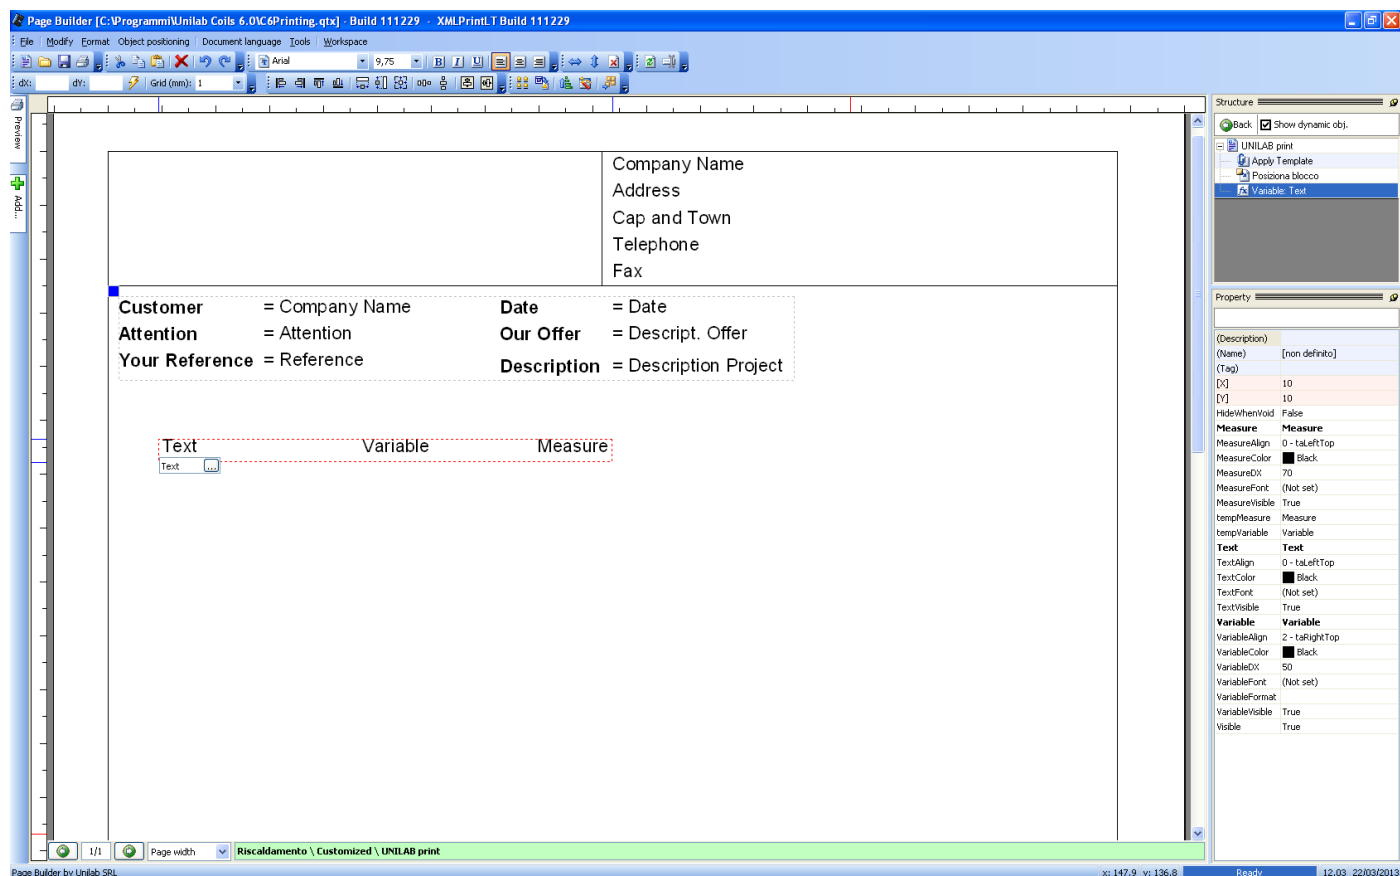 Page Builder [C:\Programmi\Unilab Coils 6.0\C6Printing.qtx] - Build 111229 - XMLPrintLT Build 111229
File Modify Format Object positioning Document language Tools Workspace
Arial 9,75 B I U
dX: dY: Grid (mm): 1
Preview
Add...
Company Name
Address
Cap and Town
Telephone
Fax
Customer = Company Name Date = Date
Attention = Attention Our Offer = Descript. Offer
Your Reference = Reference Description = Description Project
Text Variable Measure
Text ...
Structure
Back Show dynamic obj.
UNILAB print
Apply Template
Posiziona blocco
fx Variable: Text
Property
(Description)
(Name) [non definito]
(Tag)
[X] 10
[Y] 10
HideWhenVoid False
Measure Measure
MeasureAlign 0 - taLeftTop
MeasureColor Black
MeasureDX 70
MeasureFont (Not set)
MeasureVisible True
tempMeasure Measure
tempVariable Variable
Text Text
TextAlign 0 - taLeftTop
TextColor Black
TextFont (Not set)
TextVisible True
Variable Variable
VariableAlign 2 - taRightTop
VariableColor Black
VariableDX 50
VariableFont (Not set)
VariableFormat
VariableVisible True
Visible True
1/1 Page width Riscaldamento \ Customized \ UNILAB print
Page Builder by Unilab SRL x: 147.9 y: 136.8 Ready 12.03 22/03/2013